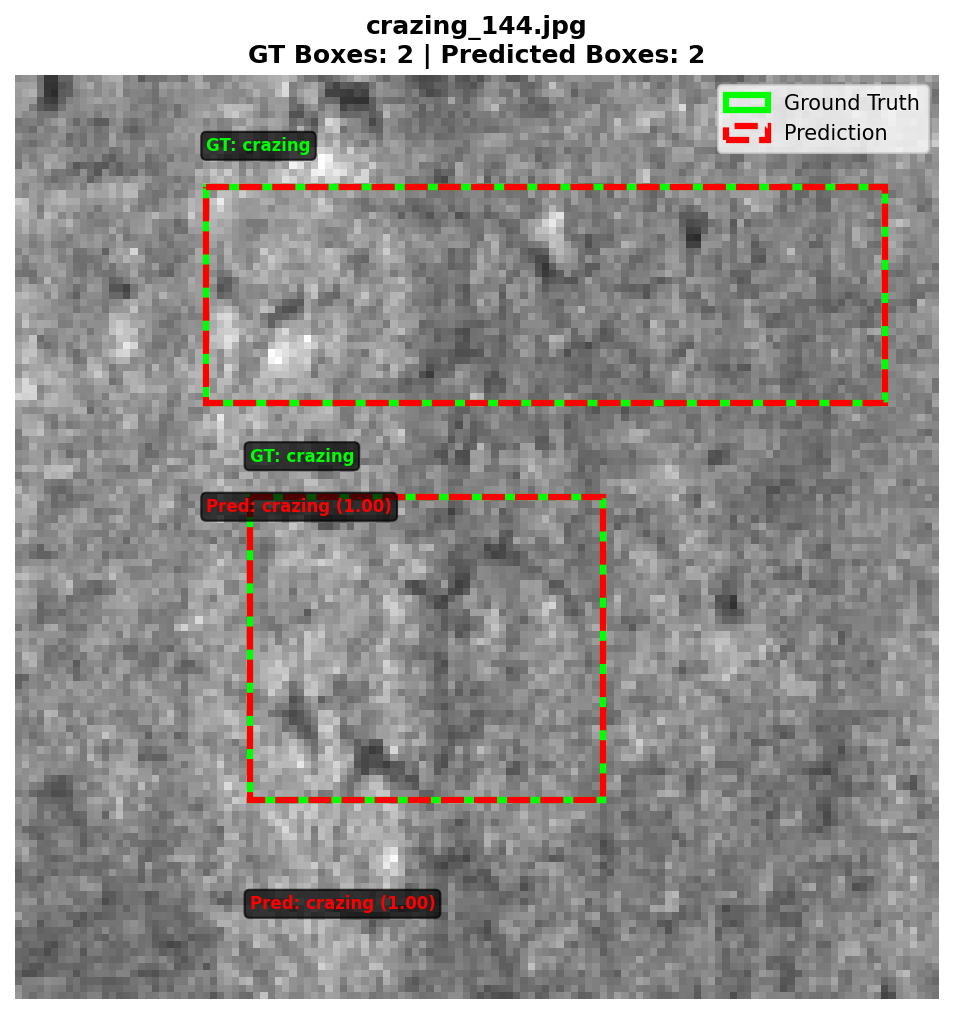 crazing_144.jpg
GT Boxes: 2 | Predicted Boxes: 2
Ground Truth
Prediction
GT: crazing
GT: crazing
Pred: crazing (1.00)
Pred: crazing (1.00)